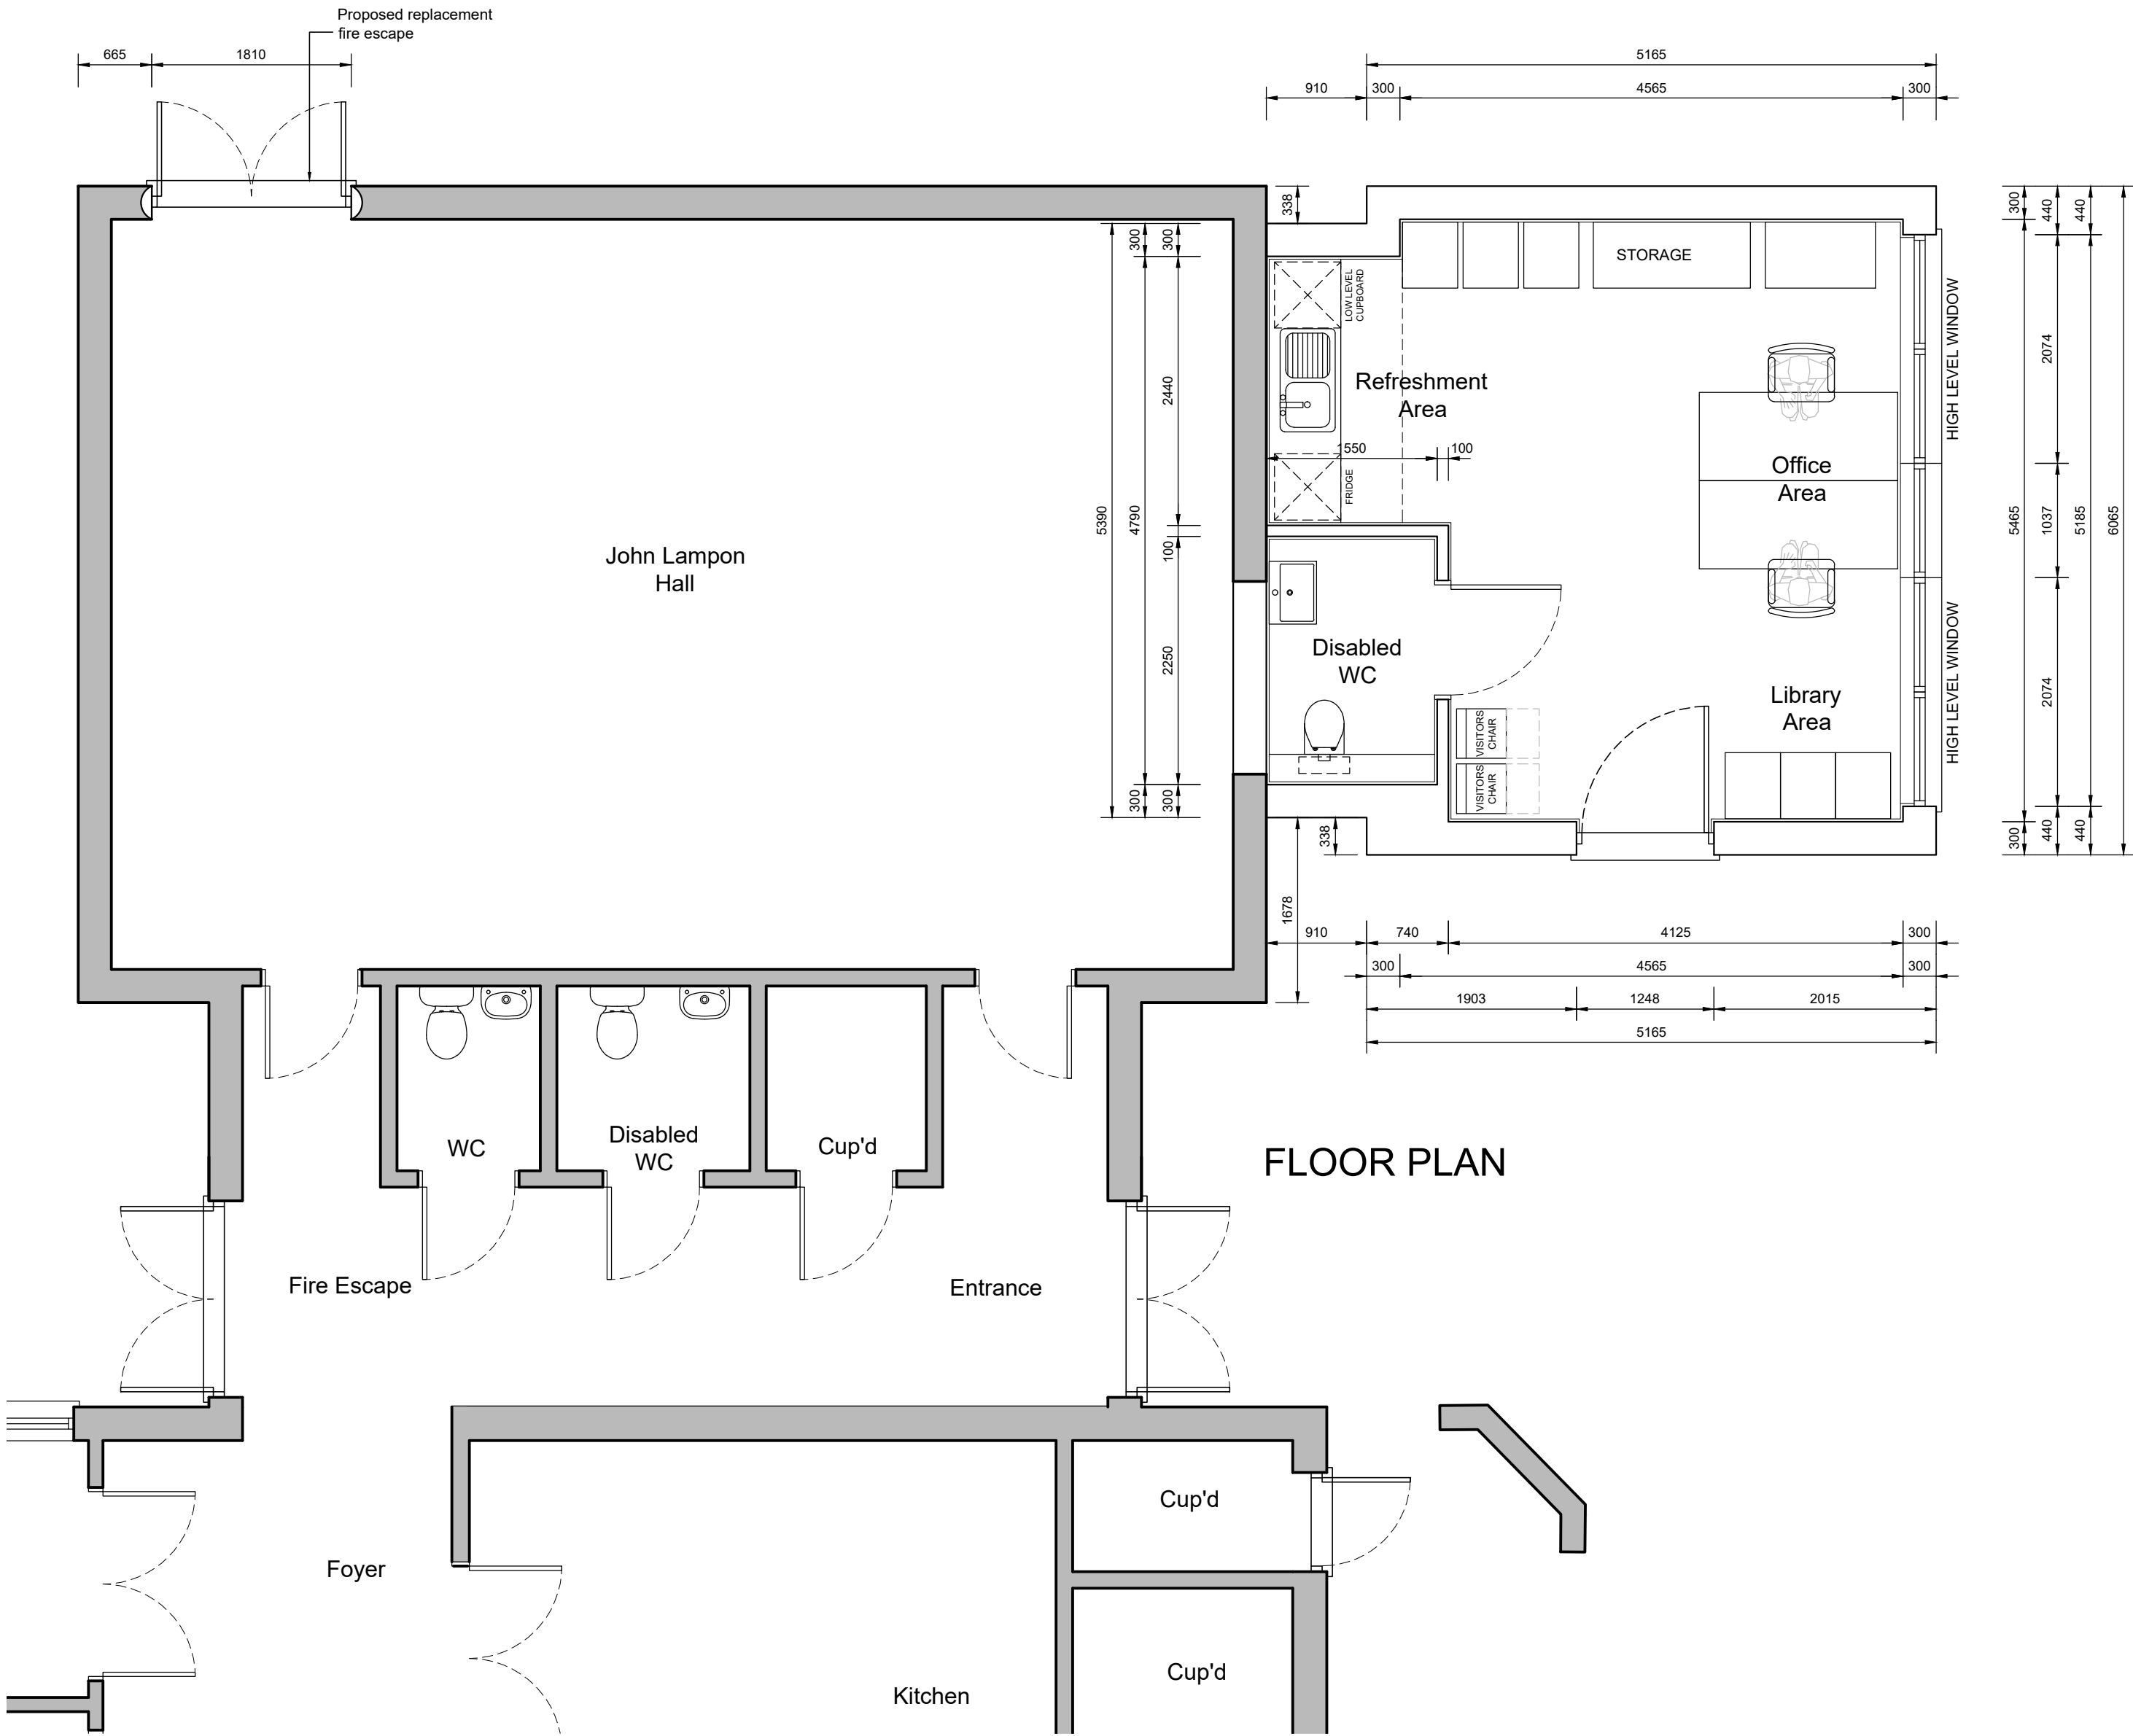 Proposed replacement
fire escape
665
1810
5165
910
300
4565
300
338
300
300
5390
4790
2440
100
2250
300
300
LOW LEVEL
CUPBOARD
STORAGE
Refreshment
Area
1550
100
FRIDGE
Office
Area
HIGH LEVEL WINDOW
John Lampon
Hall
Disabled
WC
Library
Area
HIGH LEVEL WINDOW
VISITORS
CHAIR
VISITORS
CHAIR
300
5465
300
440
2074
1037
2074
440
440
5185
440
6065
338
1678
910
740
4125
300
300
4565
300
1903
1248
2015
5165
WC
Disabled
WC
Cup'd
FLOOR PLAN
Fire Escape
Entrance
Cup'd
Foyer
Cup'd
Kitchen